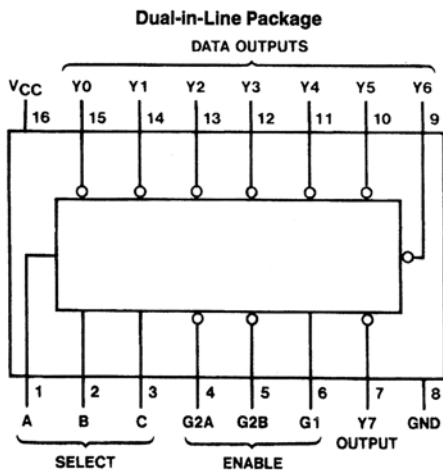 Dual-in-Line Package
DATA OUTPUTS
VCC Y0 Y1 Y2 Y3 Y4 Y5 Y6
16 15 14 13 12 11 10 9
1 2 3 4 5 6 7 8
A B C G2A G2B G1 Y7 GND
OUTPUT
SELECT ENABLE